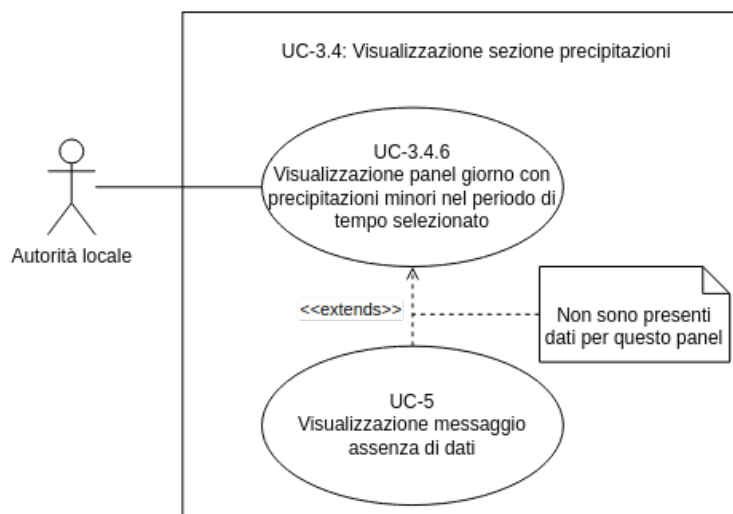 UC-3.4: Visualizzazione sezione precipitazioni
UC-3.4.6
Visualizzazione panel giorno con
precipitazioni minori nel periodo di
tempo selezionato
Autorità locale
<<extends>>
Non sono presenti
dati per questo panel
UC-5
Visualizzazione messaggio
assenza di dati